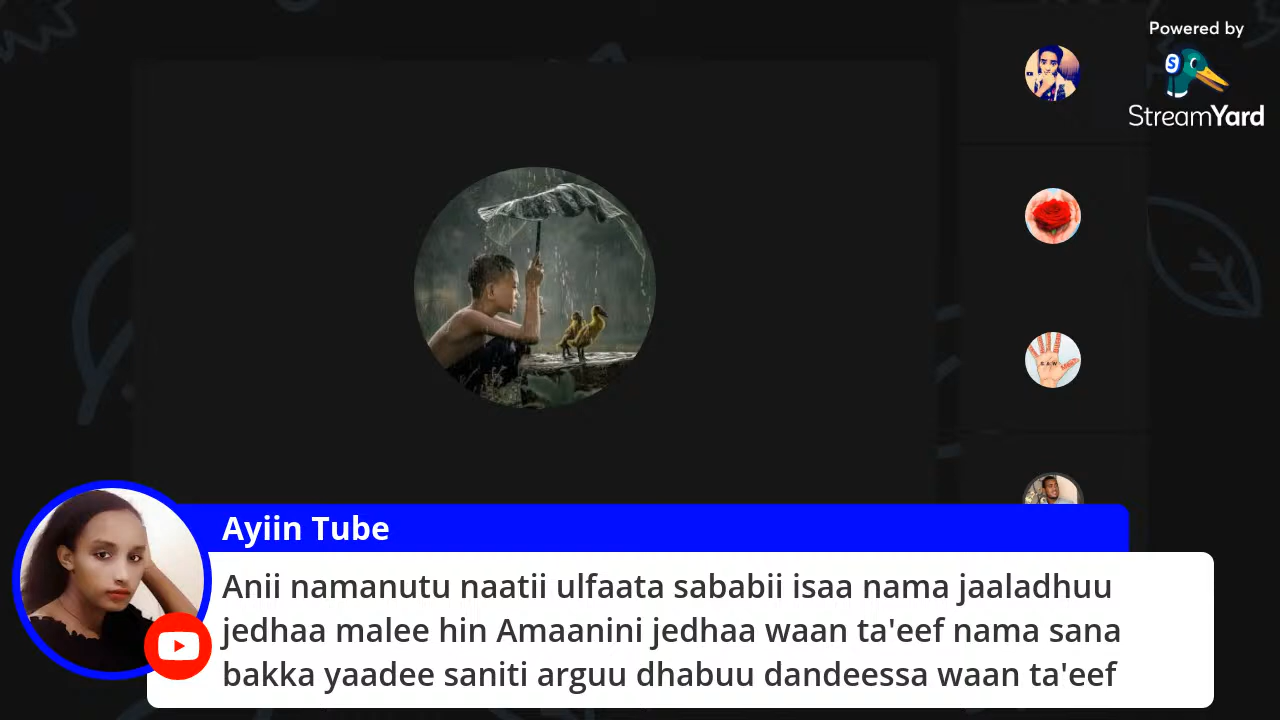 Powered by
StreamYard
Ayiin Tube
Anii namanutu naatii ulfaata sababii isaa nama jaaladhuu
jedhaa malee hin Amaanini jedhaa waan ta'eef nama sana
bakka yaadee saniti arguu dhabuu dandeessa waan ta'eef